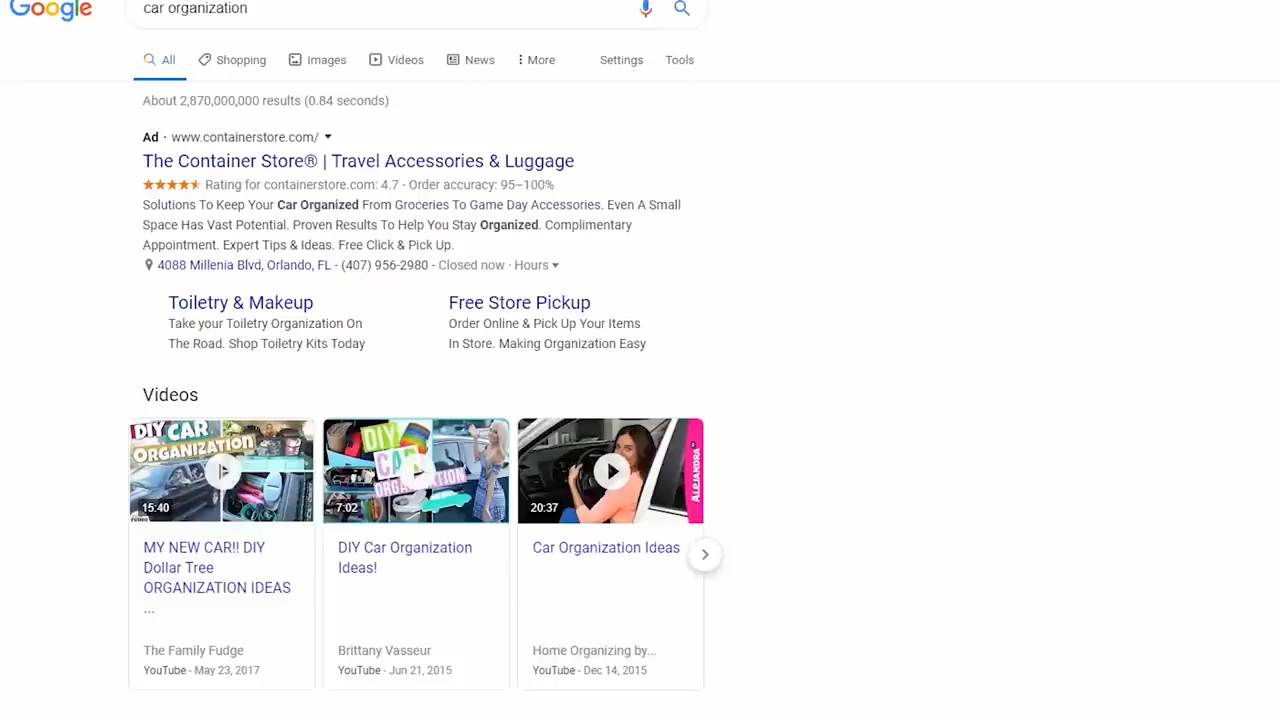 Google
car organization
All
Shopping
Images
Videos
News
More
Settings
Tools
About 2,870,000,000 results (0.84 seconds)
Ad · www.containerstore.com/
The Container Store® | Travel Accessories & Luggage
Rating for containerstore.com: 4.7 - Order accuracy: 95–100%
Solutions To Keep Your Car Organized From Groceries To Game Day Accessories. Even A Small
Space Has Vast Potential. Proven Results To Help You Stay Organized. Complimentary
Appointment. Expert Tips & Ideas. Free Click & Pick Up.
4088 Millenia Blvd, Orlando, FL - (407) 956-2980 - Closed now · Hours
Toiletry & Makeup
Take your Toiletry Organization On
The Road. Shop Toiletry Kits Today
Free Store Pickup
Order Online & Pick Up Your Items
In Store. Making Organization Easy
Videos
DIY CAR
ORGANIZATION
15:40
MY NEW CAR!! DIY
Dollar Tree
ORGANIZATION IDEAS
...
The Family Fudge
YouTube - May 23, 2017
DIY
CAR
ORGANIZATION
7:02
DIY Car Organization
Ideas!
Brittany Vasseur
YouTube - Jun 21, 2015
ALEJANDRA
20:37
Car Organization Ideas
Home Organizing by...
YouTube - Dec 14, 2015